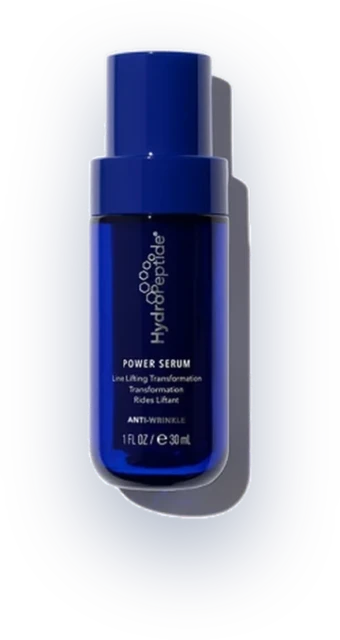 HydroPeptide®
POWER SERUM
Line Lifting Transformation
Transformation
Rides Liftant
ANTI-WRINKLE
1 FL OZ / ℮ 30 mL